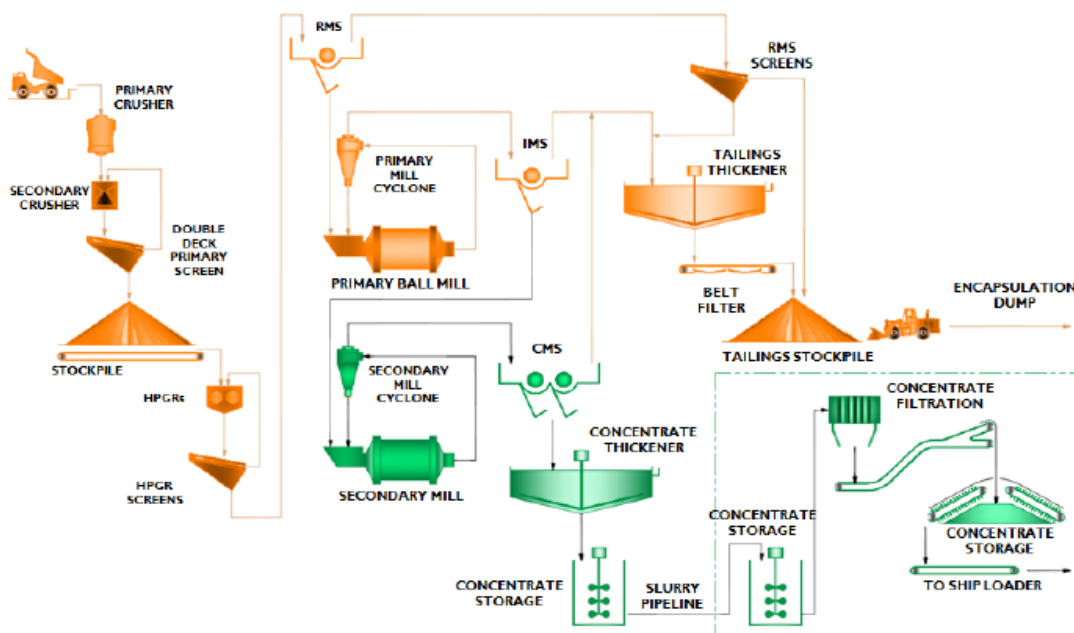 RMS
RMS
SCREENS
PRIMARY
CRUSHER
IMS
PRIMARY
MILL
CYCLONE
TAILINGS
THICKENER
SECONDARY
CRUSHER
DOUBLE
DECK
PRIMARY
SCREEN
PRIMARY BALL MILL
BELT
FILTER
ENCAPSULATION
DUMP
STOCKPILE
TAILINGS STOCKPILE
CMS
SECONDARY
MILL
CYCLONE
HPGRs
CONCENTRATE
FILTRATION
CONCENTRATE
THICKENER
HPGR
SCREENS
SECONDARY MILL
CONCENTRATE
STORAGE
CONCENTRATE
STORAGE
CONCENTRATE
STORAGE
SLURRY
PIPELINE
TO SHIP LOADER